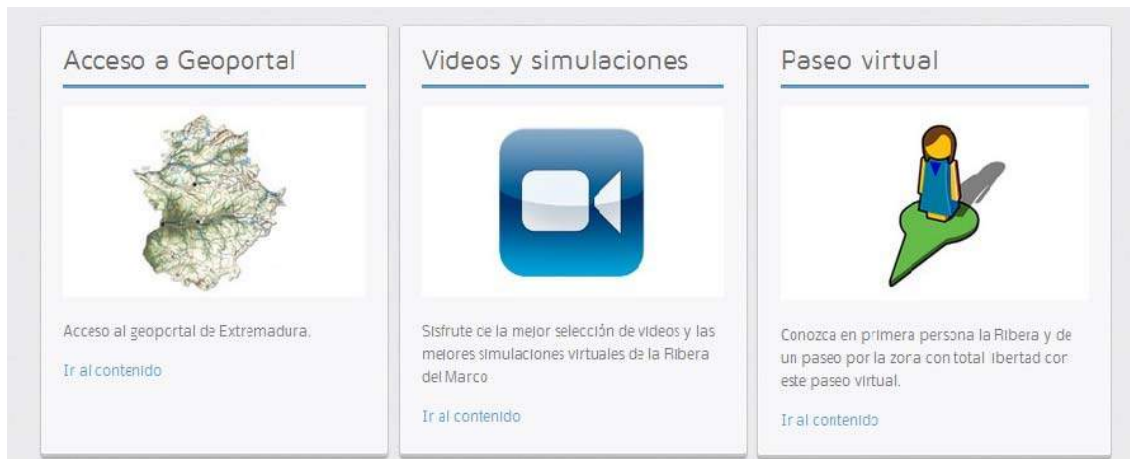 Acceso a Geoportal
Acceso al geoportal de Extremadura.
Ir al contenido
Videos y simulaciones
Sisfrute de la mejor selección de videos y las
mejores simulaciones virtuales de la Ribera
del Marco
Ir al contenido
Paseo virtual
Conozca en primera persona la Ribera y de
un paseo por la zona con total libertad con
este paseo virtual.
Ir al contenido